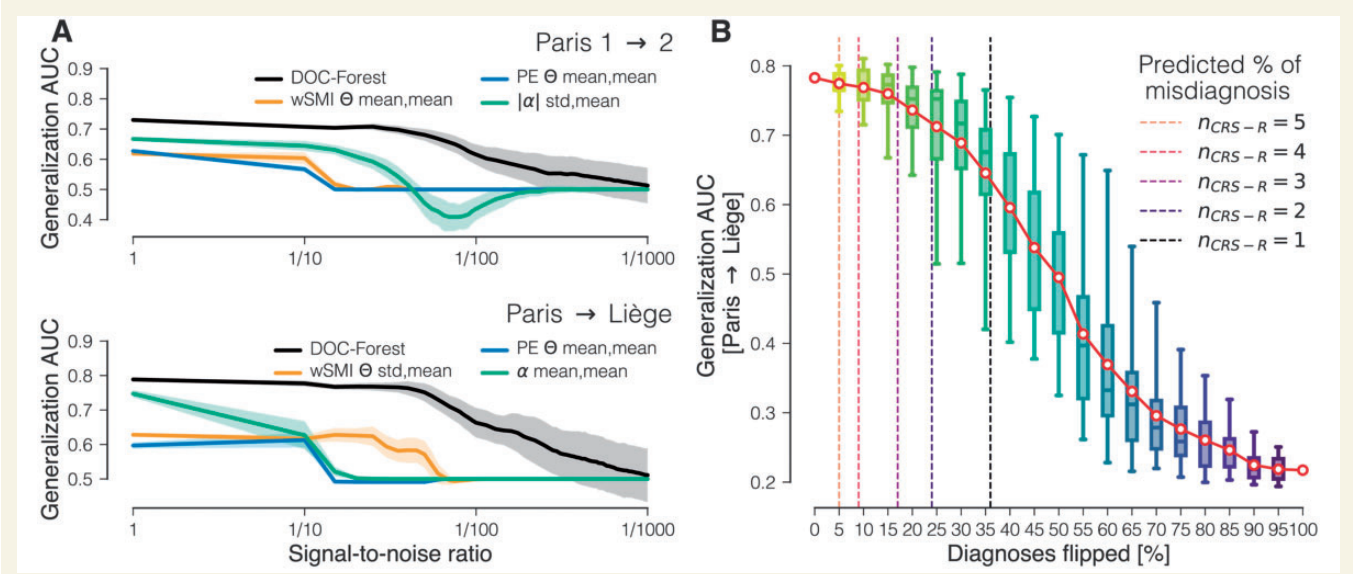 A
Paris 1 → 2
Generalization AUC
0.9
0.8
0.7
0.6
0.5
0.4
DOC-Forest
wSMI Θ mean,mean
PE Θ mean,mean
|α| std,mean
1
1/10
1/100
1/1000
Paris → Liège
Generalization AUC
0.9
0.8
0.7
0.6
0.5
DOC-Forest
wSMI Θ std,mean
PE Θ mean,mean
α mean,mean
1
1/10
1/100
1/1000
Signal-to-noise ratio
B
Generalization AUC
[Paris → Liège]
0.8
0.7
0.6
0.5
0.4
0.3
0.2
Predicted % of
misdiagnosis
nCRS−R = 5
nCRS−R = 4
nCRS−R = 3
nCRS−R = 2
nCRS−R = 1
0 5 10 15 20 25 30 35 40 45 50 55 60 65 70 75 80 85 90 95 100
Diagnoses flipped [%]